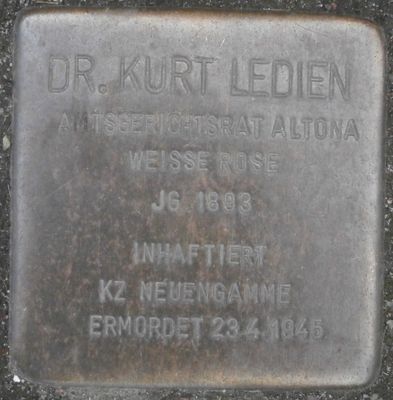 DR. KURT LEDIEN
AMTSGERICHTSRAT ALTONA
WEISSE ROSE
JG. 1893
INHAFTIERT
KZ NEUENGAMME
ERMORDET 23.4.1945